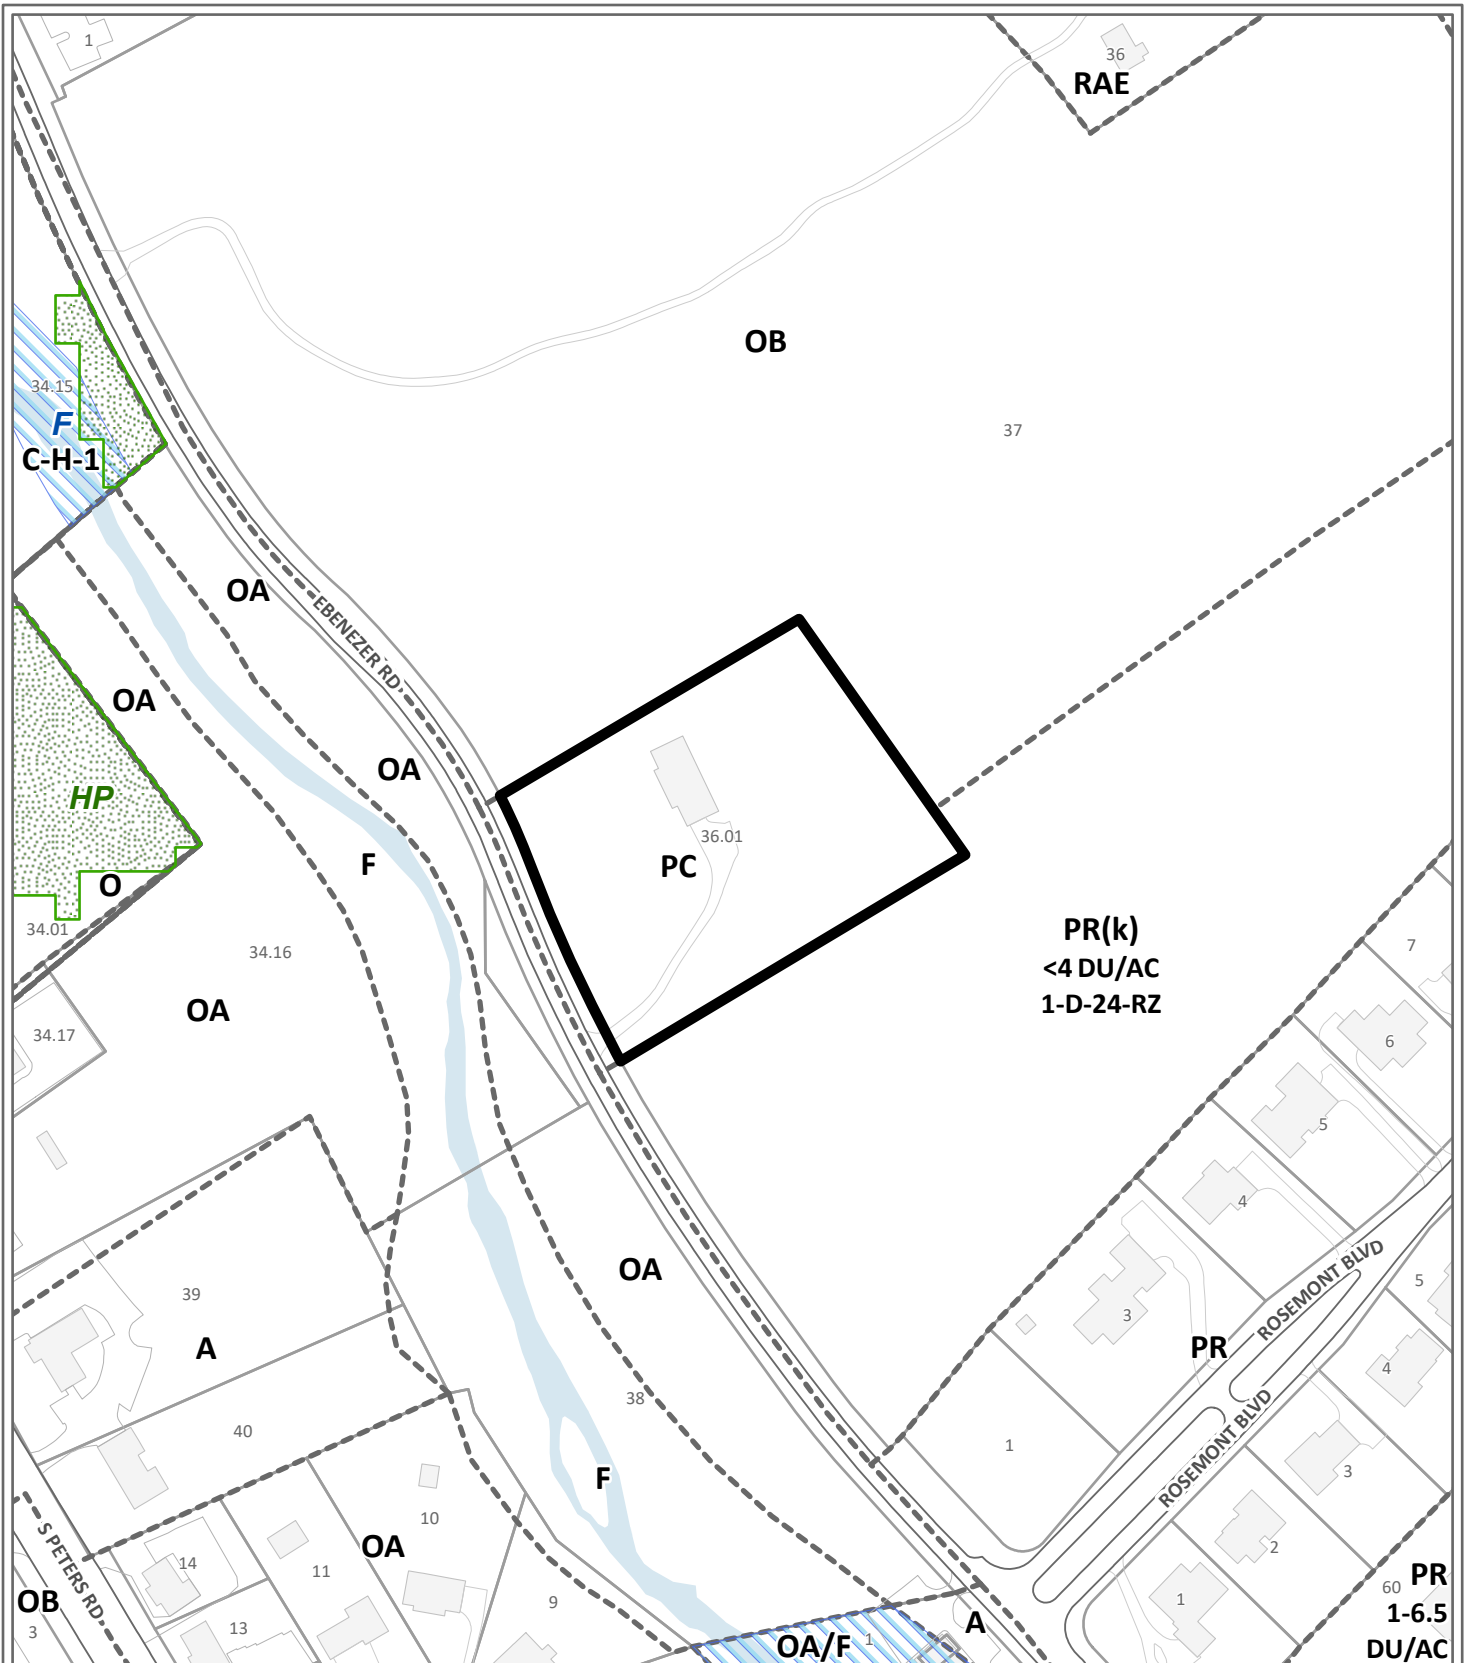 1
36
RAE
OB
37
34.15
F
C-H-1
OA
EBENEZER RD.
OA
OA
HP
F
36.01
PC
O
34.01
34.16
PR(k)
<4 DU/AC
1-D-24-RZ
7
OA
34.17
6
5
4
OA
39
3
ROSEMONT BLVD
5
A
PR
4
38
40
1
ROSEMONT BLVD
3
F
10
OA
S PETERS RD.
14
11
2
OB
3
13
9
1
60
PR
1-6.5
DU/AC
A
OA/F
1